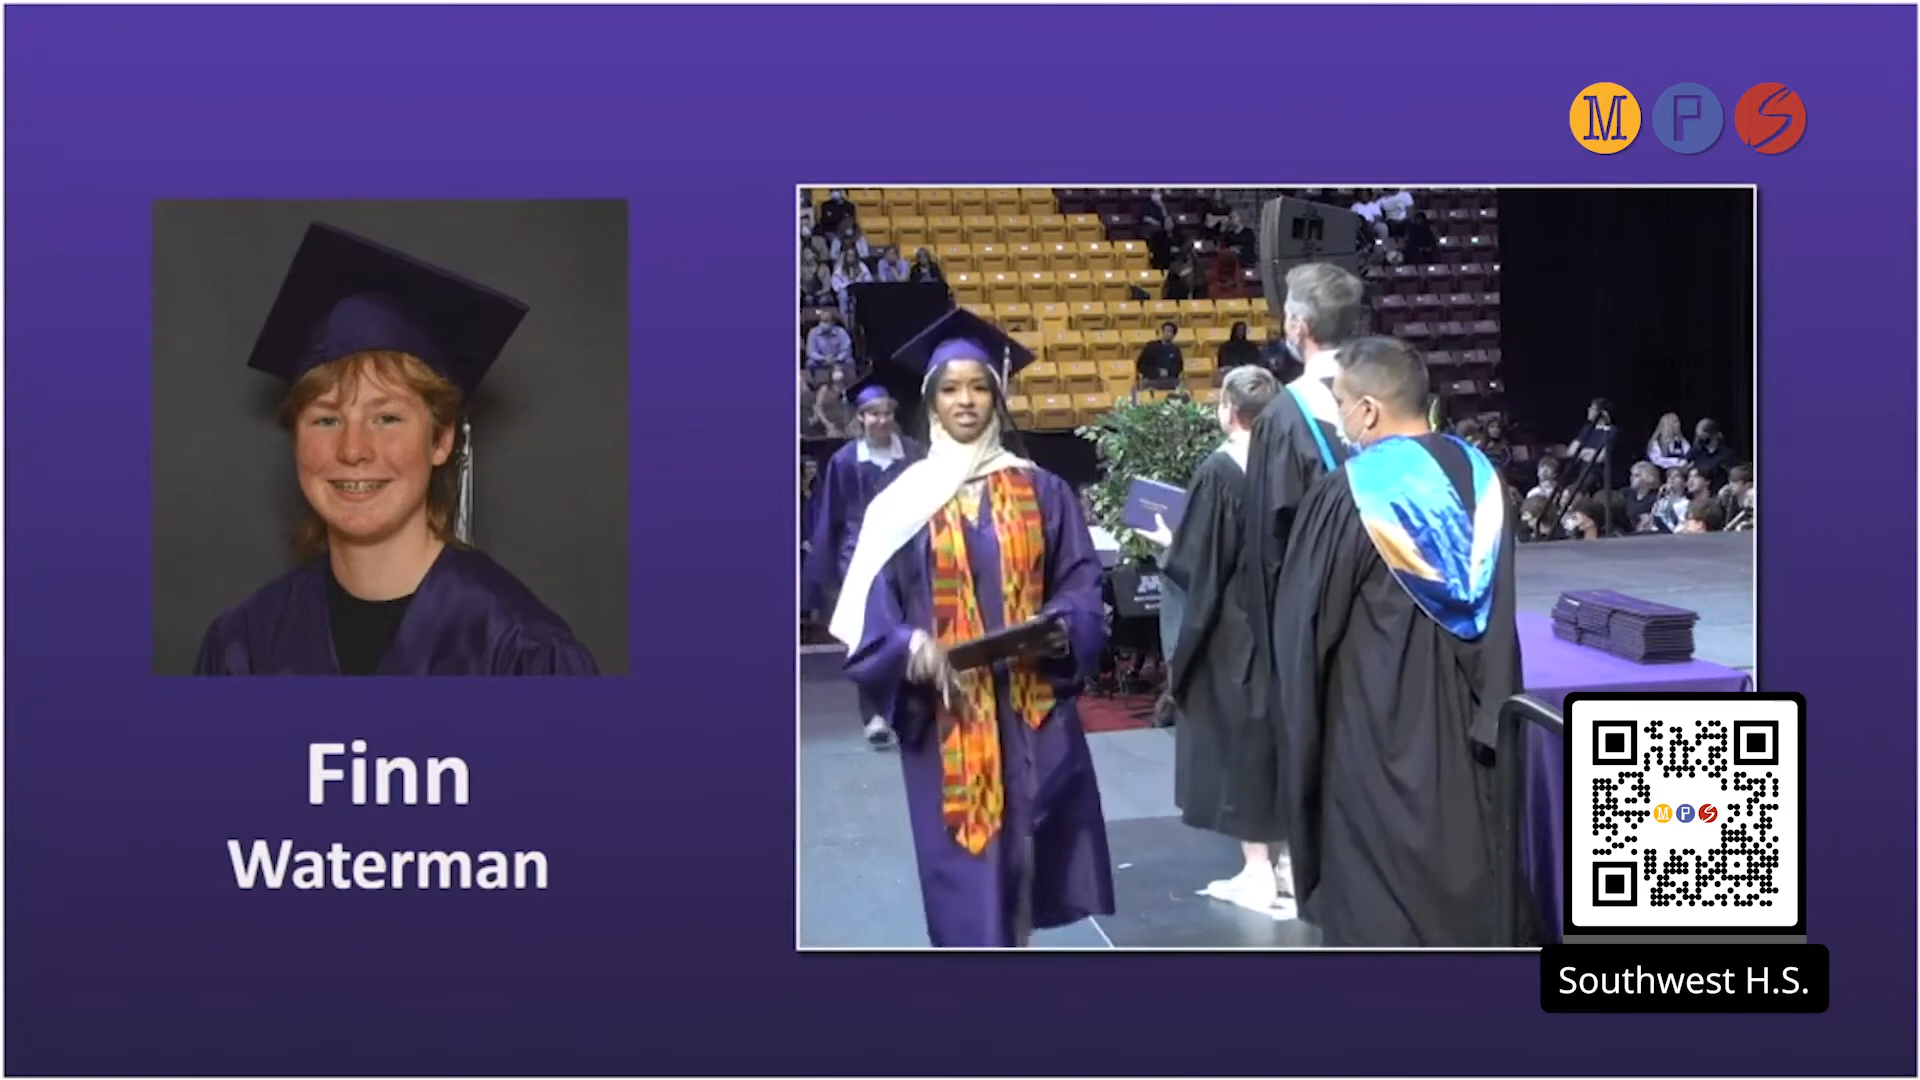 M P S
Finn
Waterman
M P S
Southwest H.S.